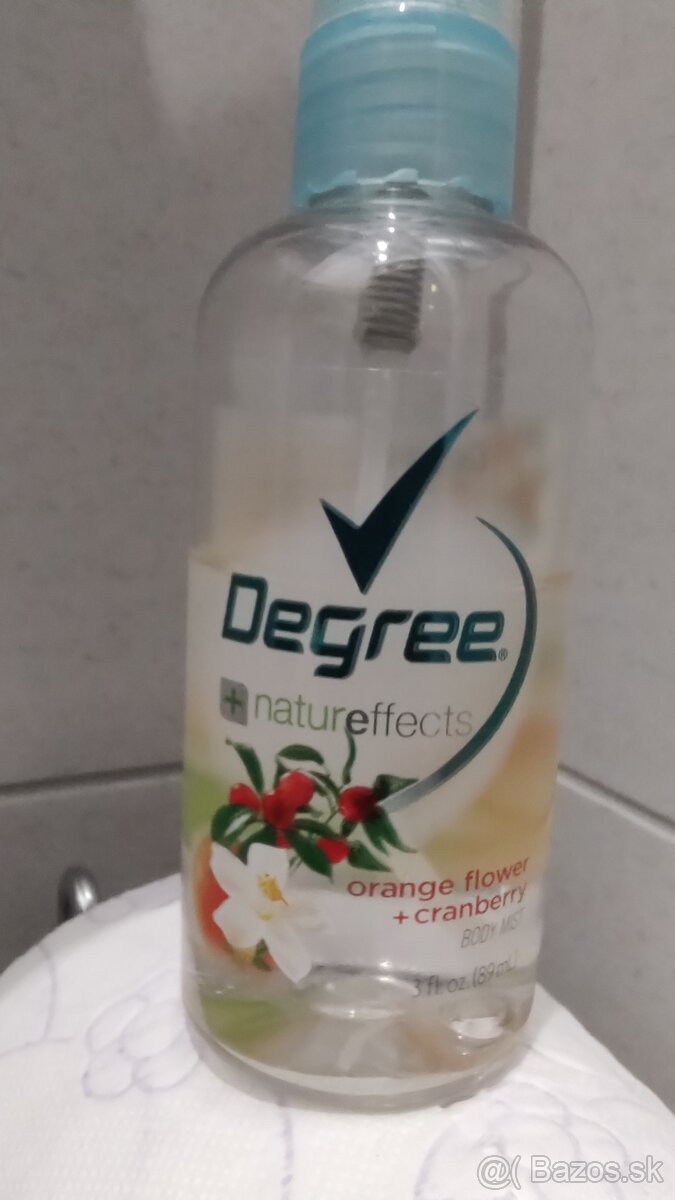 Degree®
+ natureffects
orange flower
+cranberry
BODY MIST
3 fl. oz. (89 mL)
@( Bazos.sk